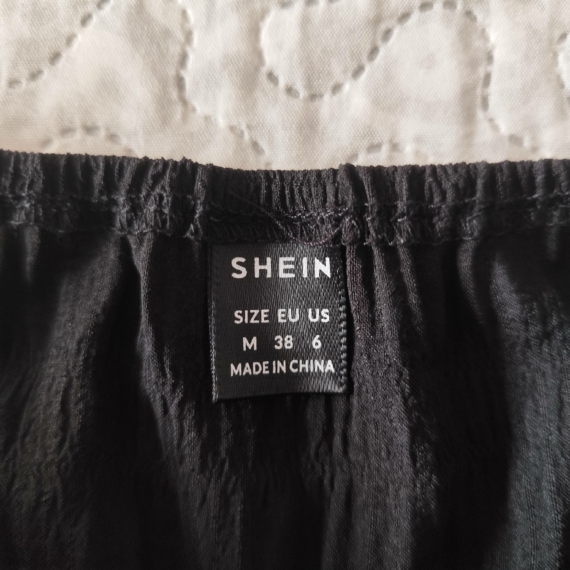 SHEIN
SIZE EU US
M 38 6
MADE IN CHINA